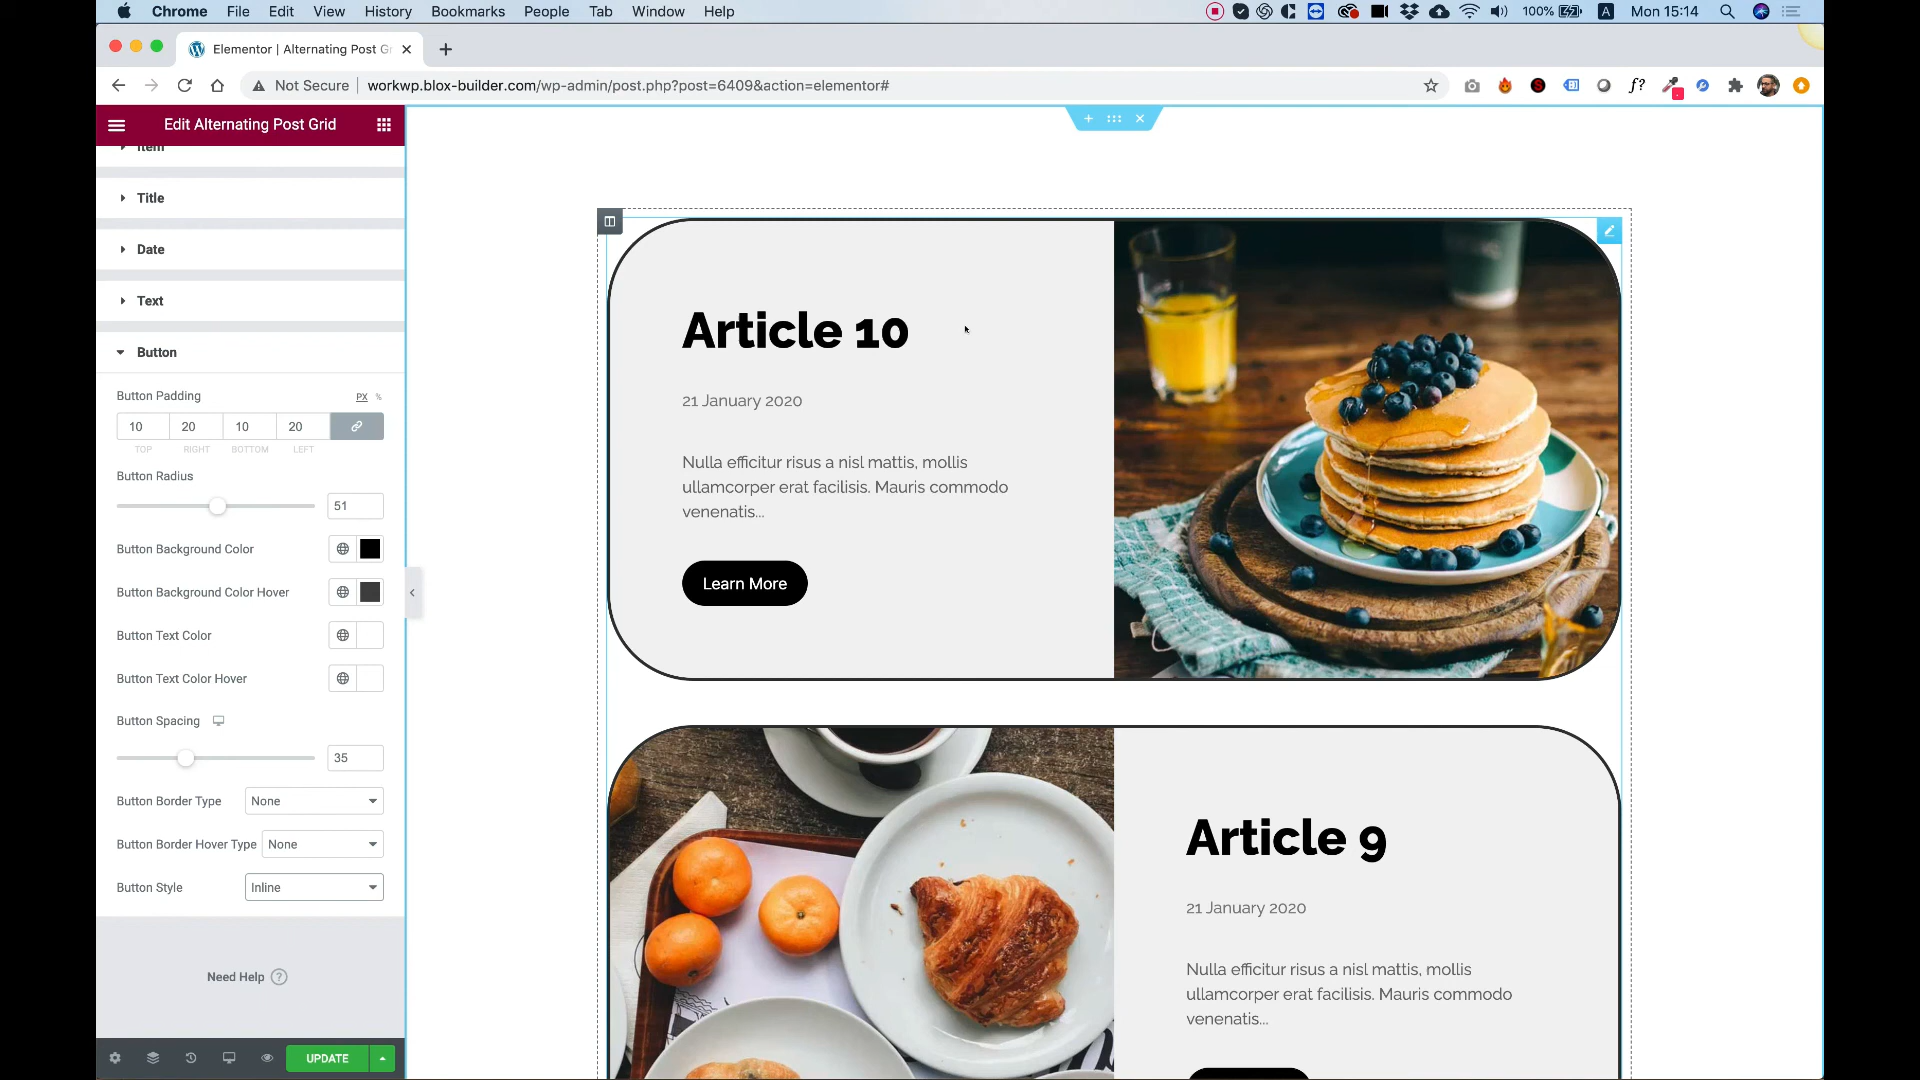 Chrome File Edit View History Bookmarks People Tab Window Help 100% A Mon 15:14
Elementor | Alternating Post G
Not Secure workwp.blox-builder.com/wp-admin/post.php?post=6409&action=elementor# f?
Edit Alternating Post Grid
Item
Title
Date
Text
Button
Button Padding PX %
10 20 10 20
TOP RIGHT BOTTOM LEFT
Button Radius
51
Button Background Color
Button Background Color Hover
Button Text Color
Button Text Color Hover
Button Spacing
35
Button Border Type None
Button Border Hover Type None
Button Style Inline
Need Help ?
UPDATE
Article 10
21 January 2020
Nulla efficitur risus a nisl mattis, mollis
ullamcorper erat facilisis. Mauris commodo
venenatis...
Learn More
Article 9
21 January 2020
Nulla efficitur risus a nisl mattis, mollis
ullamcorper erat facilisis. Mauris commodo
venenatis...